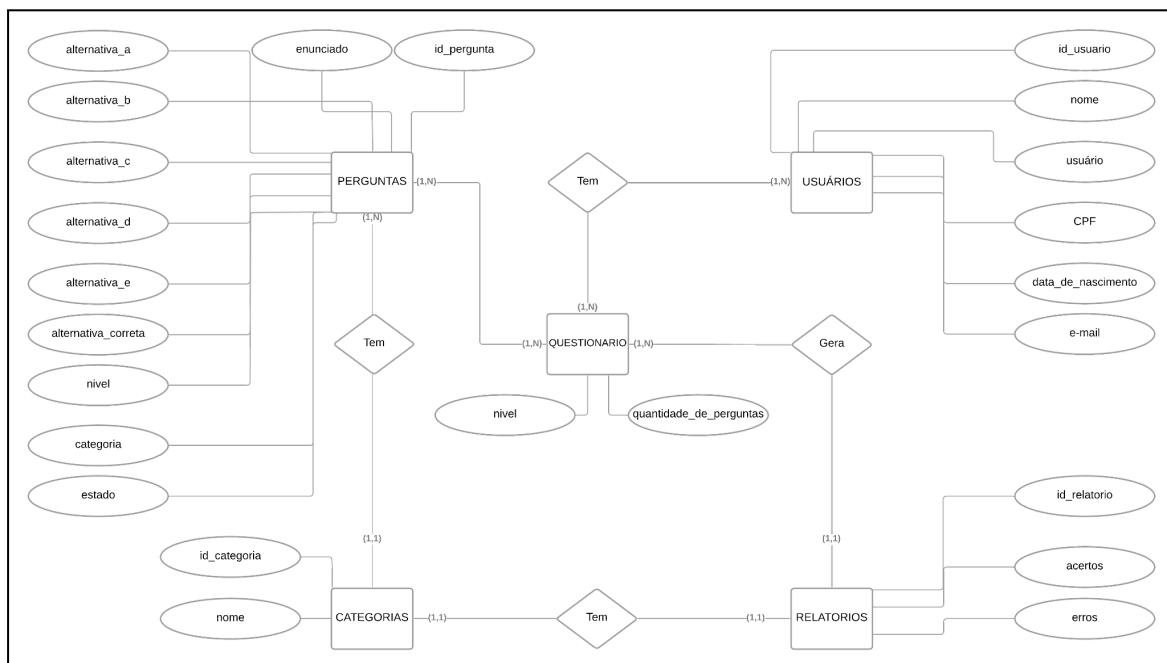 alternativa_a
enunciado
id_pergunta
id_usuario
alternativa_b
nome
alternativa_c
PERGUNTAS
(1,N)
Tem
(1,N)
USUÁRIOS
usuário
(1,N)
alternativa_d
CPF
alternativa_e
data_de_nascimento
(1,N)
alternativa_correta
e-mail
Tem
(1,N)
QUESTIONARIO
(1,N)
Gera
nivel
nivel
quantidade_de_perguntas
categoria
estado
id_relatorio
(1,1)
(1,1)
id_categoria
acertos
nome
CATEGORIAS
(1,1)
Tem
(1,1)
RELATORIOS
erros